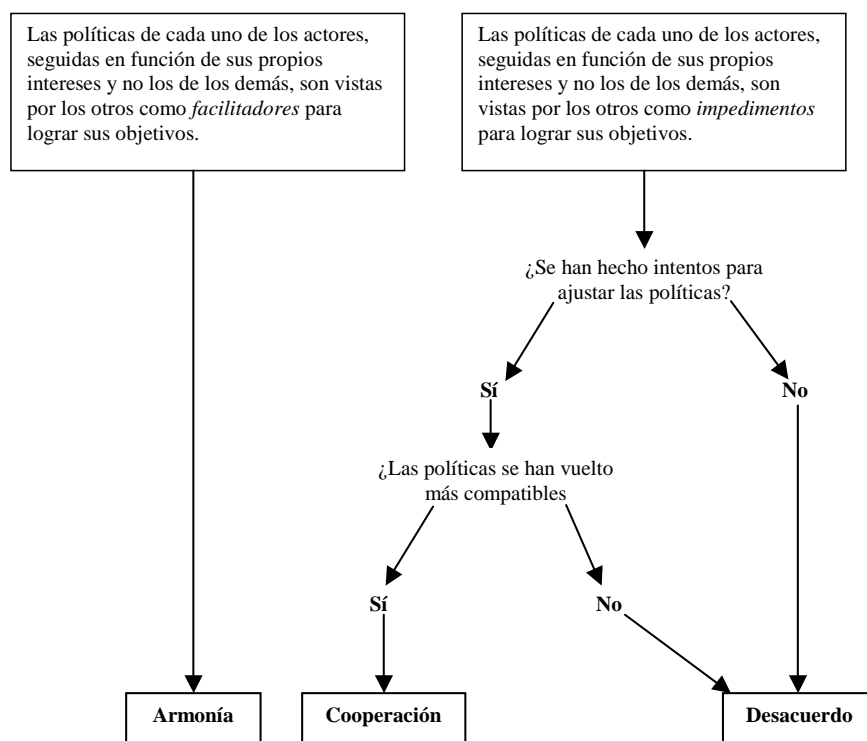 Las políticas de cada uno de los actores,
seguidas en función de sus propios
intereses y no los de los demás, son vistas
por los otros como facilitadores para
lograr sus objetivos.
Las políticas de cada uno de los actores,
seguidas en función de sus propios
intereses y no los de los demás, son
vistas por los otros como impedimentos
para lograr sus objetivos.
¿Se han hecho intentos para
ajustar las políticas?
Sí
No
¿Las políticas se han vuelto
más compatibles
Sí
No
Armonía
Cooperación
Desacuerdo